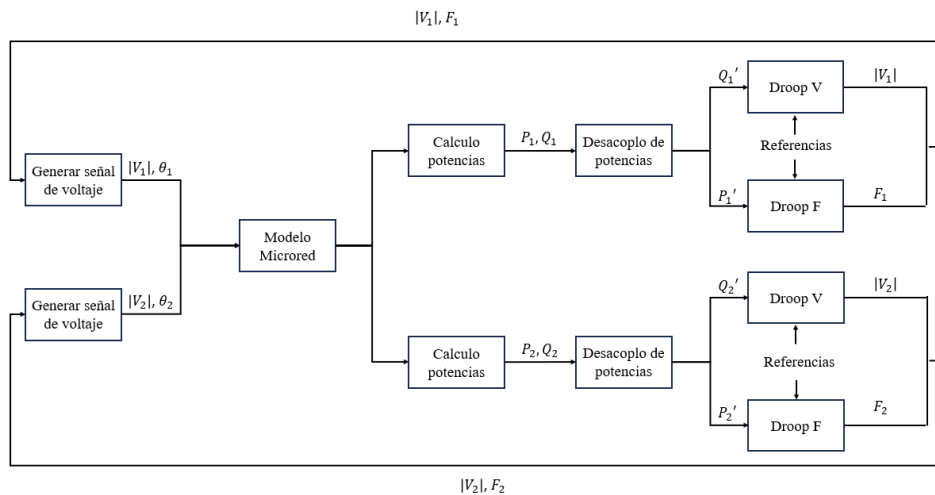 |V₁|, F₁
Generar señal
de voltaje
|V₁|, θ₁
Generar señal
de voltaje
|V₂|, θ₂
Modelo
Microred
Calculo
potencias
P₁, Q₁
Desacoplo de
potencias
Q₁′
Droop V
|V₁|
Referencias
P₁′
Droop F
F₁
Calculo
potencias
P₂, Q₂
Desacoplo de
potencias
Q₂′
Droop V
|V₂|
Referencias
P₂′
Droop F
F₂
|V₂|, F₂